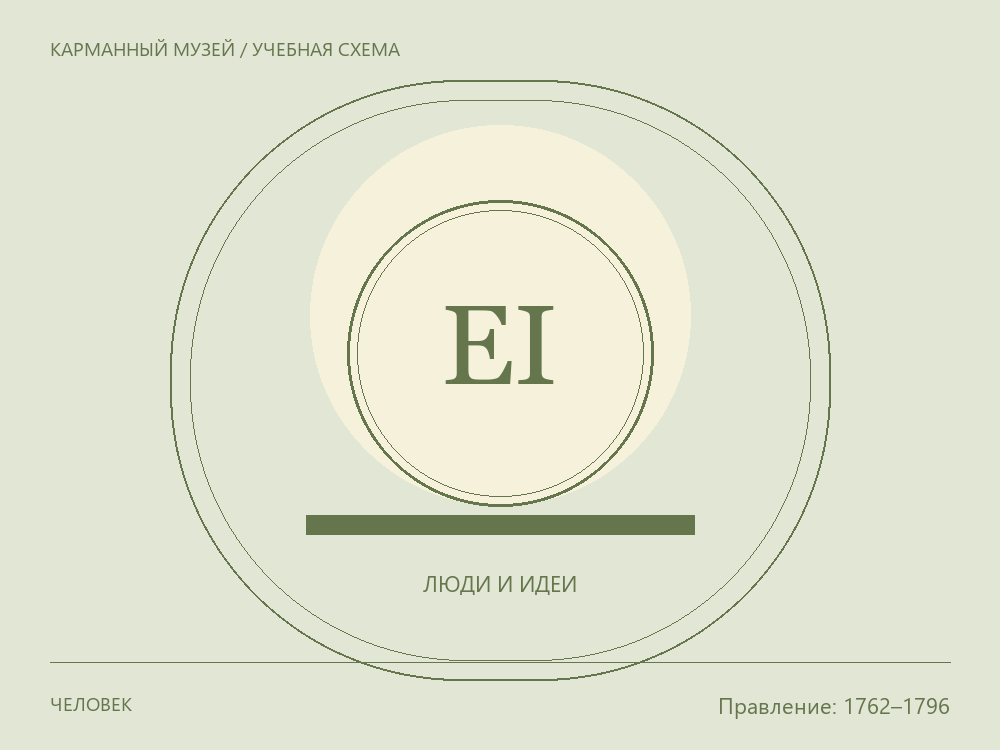 КАРМАННЫЙ МУЗЕЙ / УЧЕБНАЯ СХЕМА
EI
ЛЮДИ И ИДЕИ
ЧЕЛОВЕК
Правление: 1762–1796